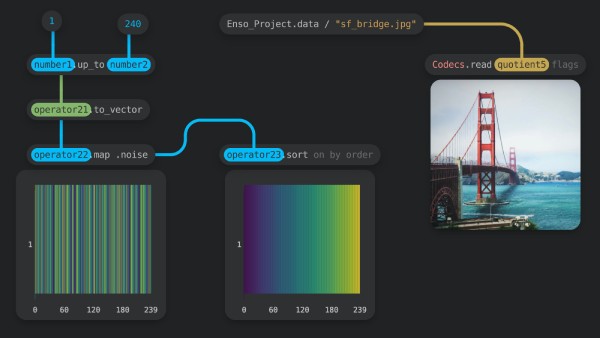 1
240
Enso_Project.data / "sf_bridge.jpg"
number1.up_to number2
Codecs.read quotient5 flags
operator21.to_vector
operator22.map .noise
operator23.sort on by order
1
0 60 120 180 239
1
0 60 120 180 239